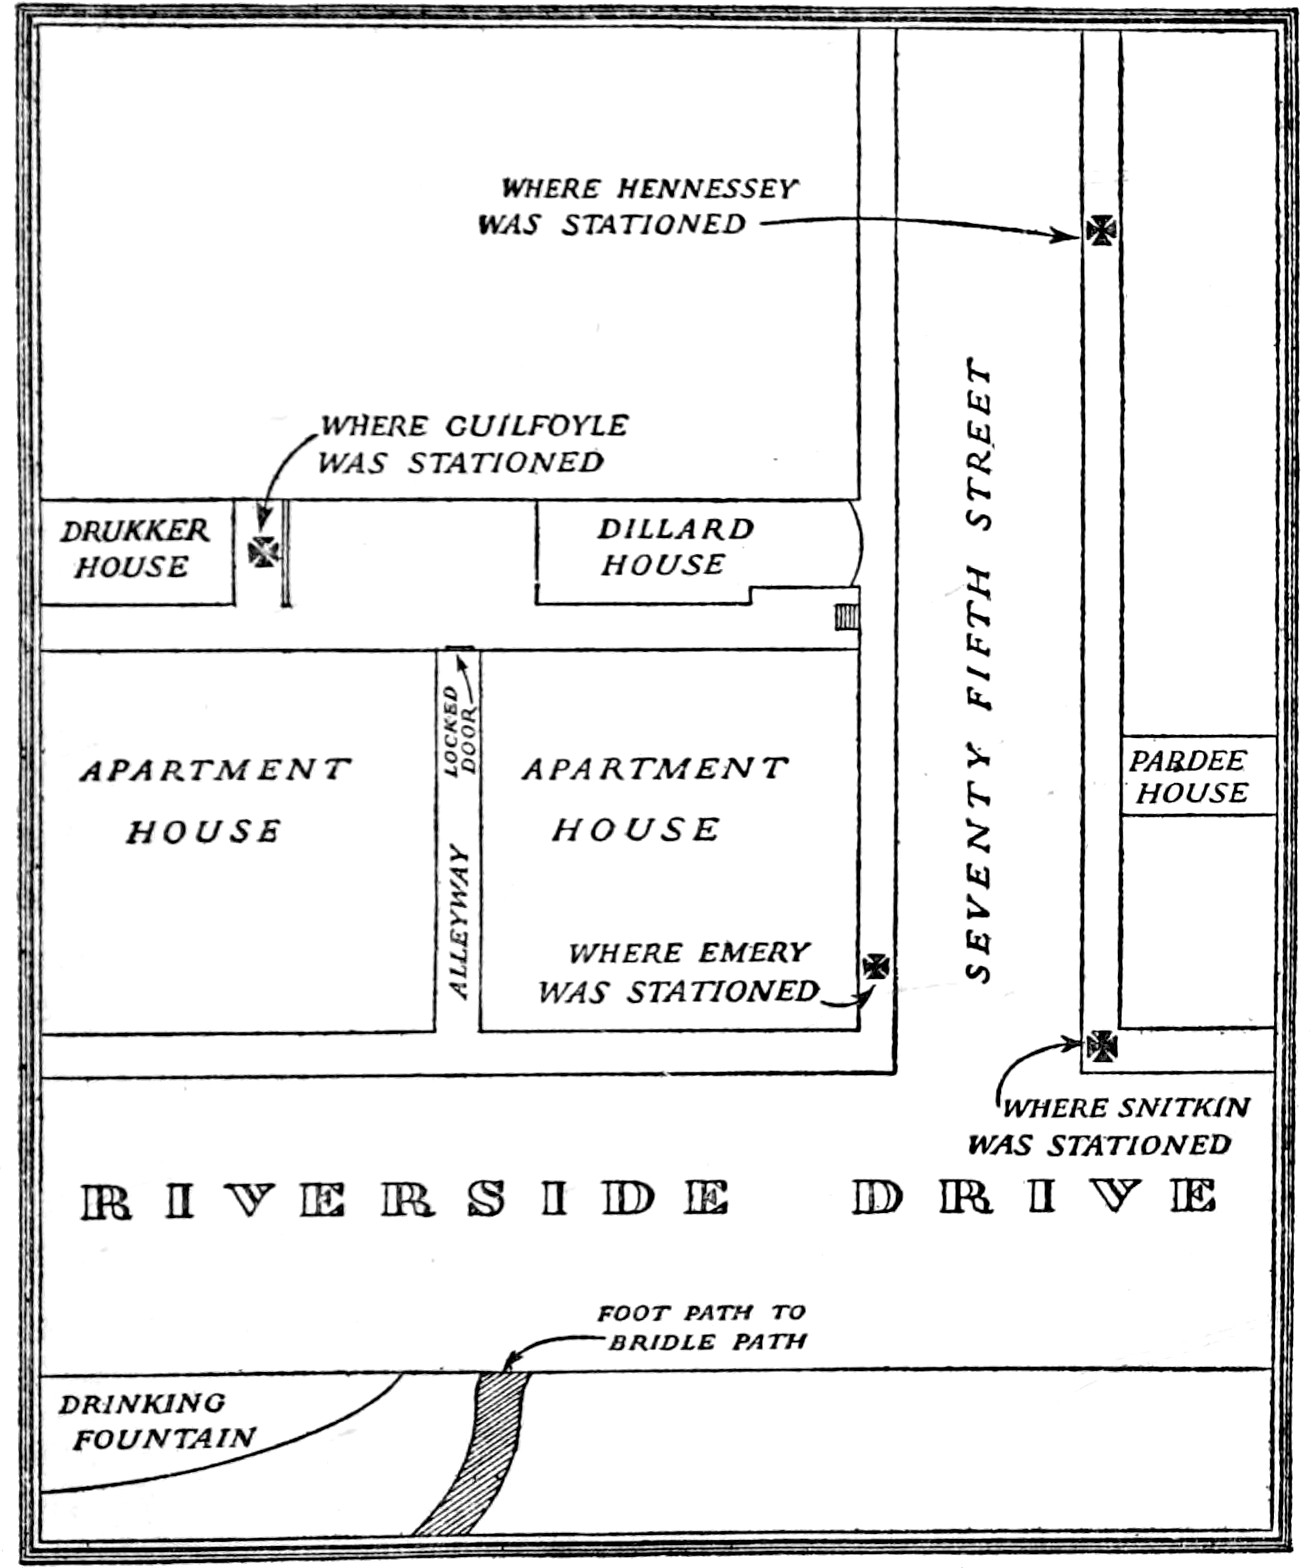 WHERE HENNESSEY
WAS STATIONED
SEVENTY FIFTH STREET
WHERE GUILFOYLE
WAS STATIONED
DRUKKER
HOUSE
DILLARD
HOUSE
LOCKED
DOOR
APARTMENT
HOUSE
APARTMENT
HOUSE
PARDEE
HOUSE
ALLEYWAY
WHERE EMERY
WAS STATIONED
WHERE SNITKIN
WAS STATIONED
RIVERSIDE DRIVE
FOOT PATH TO
BRIDLE PATH
DRINKING
FOUNTAIN